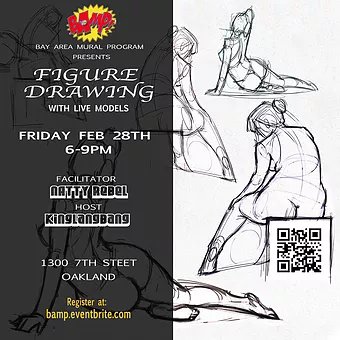 BAMP!
BAY AREA MURAL PROGRAM
PRESENTS
FIGURE
DRAWING
WITH LIVE MODELS
FRIDAY FEB 28TH
6-9PM
FACILITATOR
NATTY REBEL
HOST
KINGLANGBANG
1300 7TH STEET
OAKLAND
Register at:
bamp.eventbrite.com